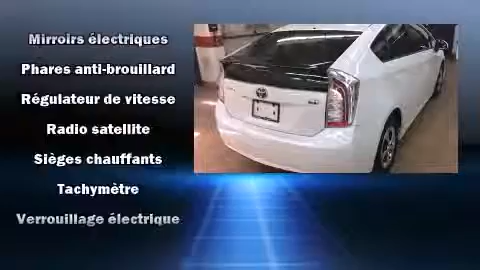 Mirroirs électriques
Phares anti-brouillard
Régulateur de vitesse
Radio satellite
Sièges chauffants
Tachymètre
Verrouillage électrique